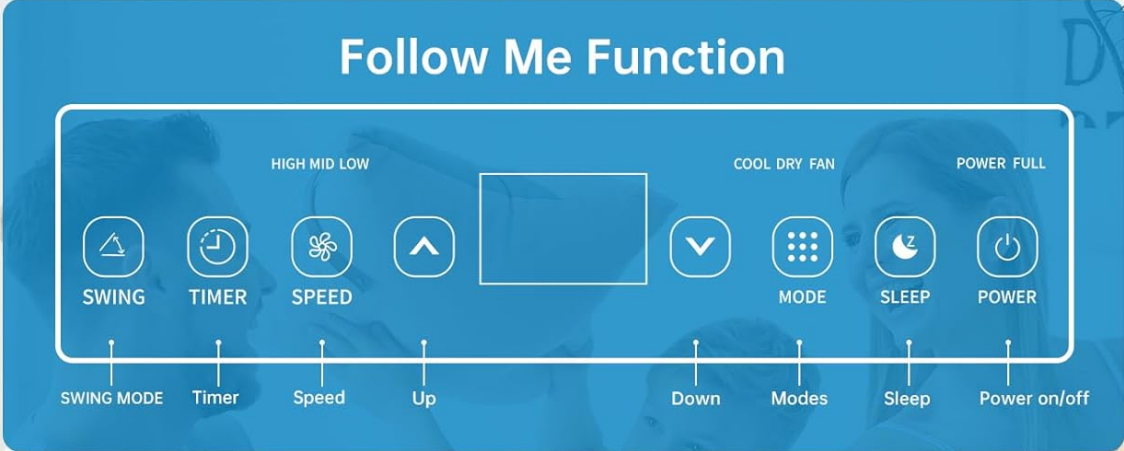 Follow Me Function
HIGH MID LOW
COOL DRY FAN
POWER FULL
Z
SWING
TIMER
SPEED
MODE
SLEEP
POWER
SWING MODE
Timer
Speed
Up
Down
Modes
Sleep
Power on/off